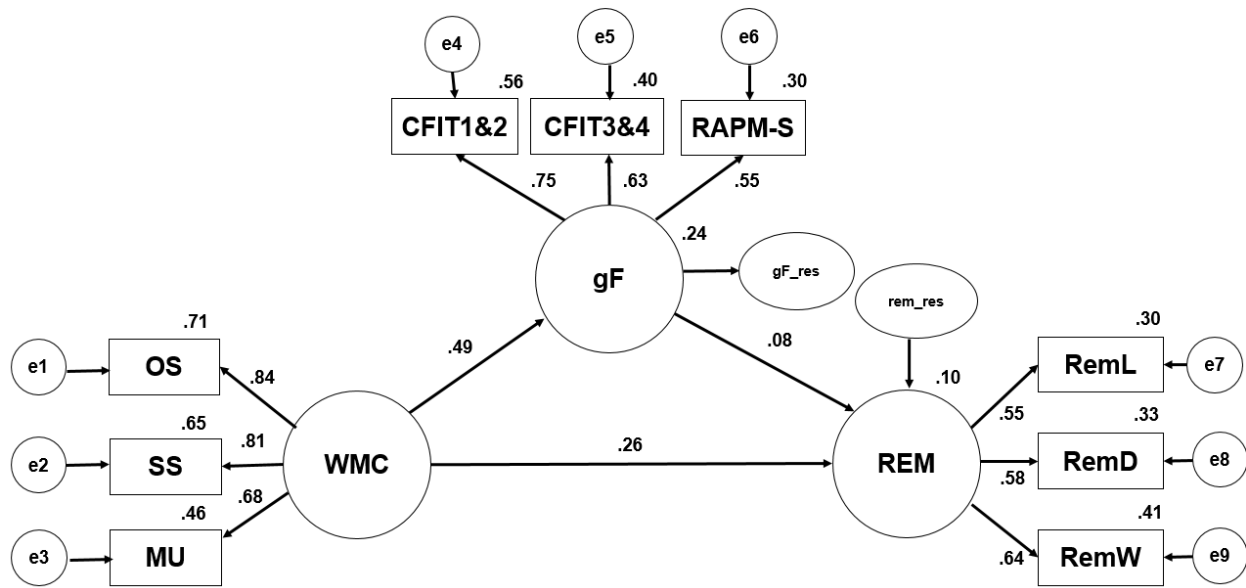 e4
e5
e6
.56
.40
.30
CFIT1&2
CFIT3&4
RAPM-S
.75
.63
.55
gF
.24
gF_res
rem_res
.71
e1
OS
.84
.49
.08
.30
RemL
e7
.10
.55
.65
e2
SS
.81
WMC
.26
REM
.33
RemD
e8
.58
.46
e3
MU
.68
.41
RemW
e9
.64